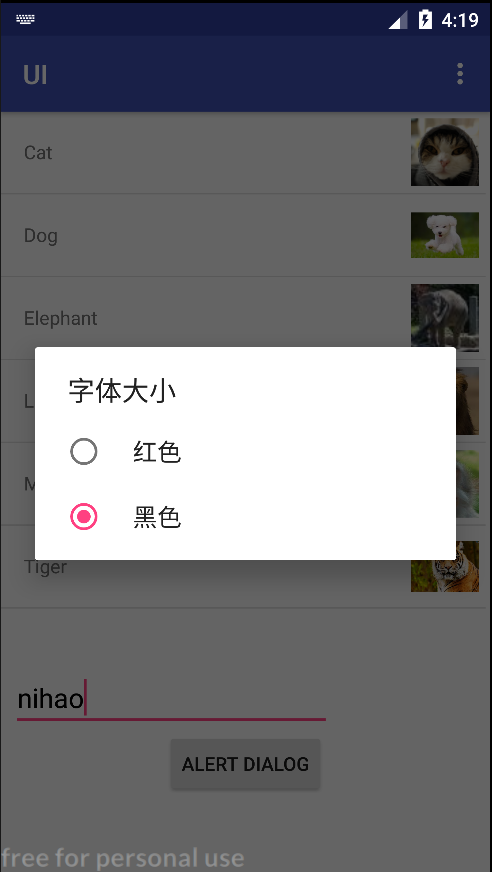 4:19
UI
Cat
Dog
Elephant
L
字体大小
红色
M
黑色
Tiger
nihao
ALERT DIALOG
free for personal use